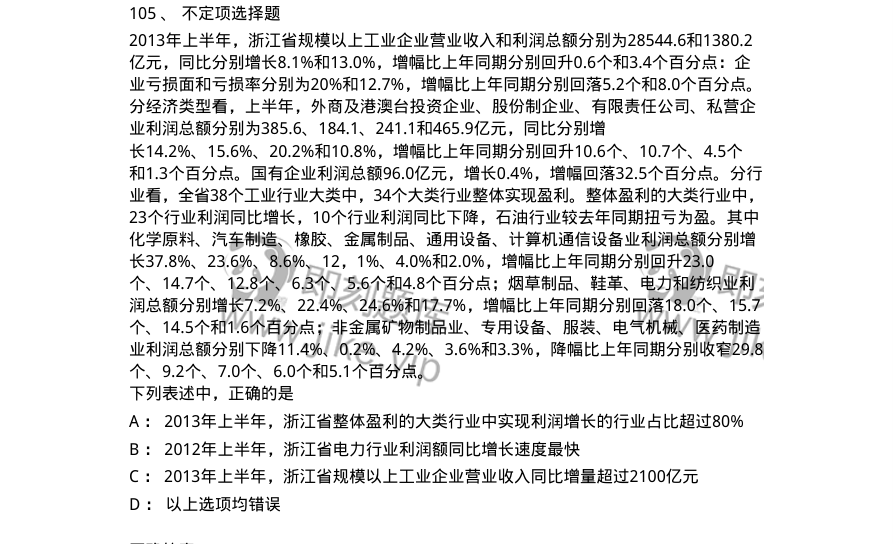 105 、 不定项选择题
2013年上半年，浙江省规模以上工业企业营业收入和利润总额分别为28544.6和1380.2
亿元，同比分别增长8.1%和13.0%，增幅比上年同期分别回升0.6个和3.4个百分点：企
业亏损面和亏损率分别为20%和12.7%，增幅比上年同期分别回落5.2个和8.0个百分点。
分经济类型看，上半年，外商及港澳台投资企业、股份制企业、有限责任公司、私营企
业利润总额分别为385.6、184.1、241.1和465.9亿元，同比分别增
长14.2%、15.6%、20.2%和10.8%，增幅比上年同期分别回升10.6个、10.7个、4.5个
和1.3个百分点。国有企业利润总额96.0亿元，增长0.4%，增幅回落32.5个百分点。分行
业看，全省38个工业行业大类中，34个大类行业整体实现盈利。整体盈利的大类行业中，
23个行业利润同比增长，10个行业利润同比下降，石油行业较去年同期扭亏为盈。其中
化学原料、汽车制造、橡胶、金属制品、通用设备、计算机通信设备业利润总额分别增
长37.8%、23.6%、8.6%、12，1%、4.0%和2.0%，增幅比上年同期分别回升23.0
个、14.7个、12.8个、6.3个、5.6个和4.8个百分点；烟草制品、鞋革、电力和纺织业利
润总额分别增长7.2%、22.4%、24.6%和17.7%，增幅比上年同期分别回落18.0个、15.7
个、14.5个和1.6个百分点；非金属矿物制品业、专用设备、服装、电气机械、医药制造
业利润总额分别下降11.4%、0.2%、4.2%、3.6%和3.3%，降幅比上年同期分别收窄29.8
个、9.2个、7.0个、6.0个和5.1个百分点。
下列表述中，正确的是
A： 2013年上半年，浙江省整体盈利的大类行业中实现利润增长的行业占比超过80%
B： 2012年上半年，浙江省电力行业利润额同比增长速度最快
C： 2013年上半年，浙江省规模以上工业企业营业收入同比增量超过2100亿元
D： 以上选项均错误
即刻题库
www.jike.vip